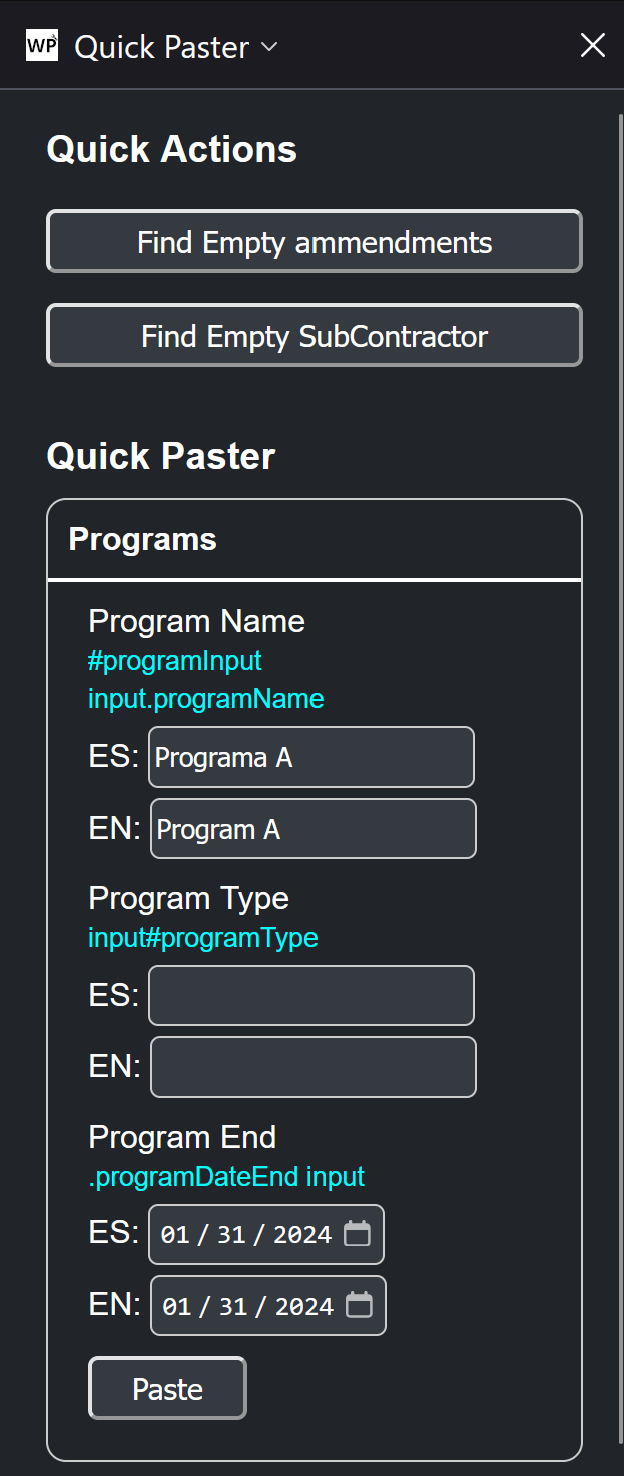 WP Quick Paster
Quick Actions
Find Empty ammendments
Find Empty SubContractor
Quick Paster
Programs
Program Name
#programInput
input.programName
ES: Programa A
EN: Program A
Program Type
input#programType
ES:
EN:
Program End
.programDateEnd input
ES: 01 / 31 / 2024
EN: 01 / 31 / 2024
Paste